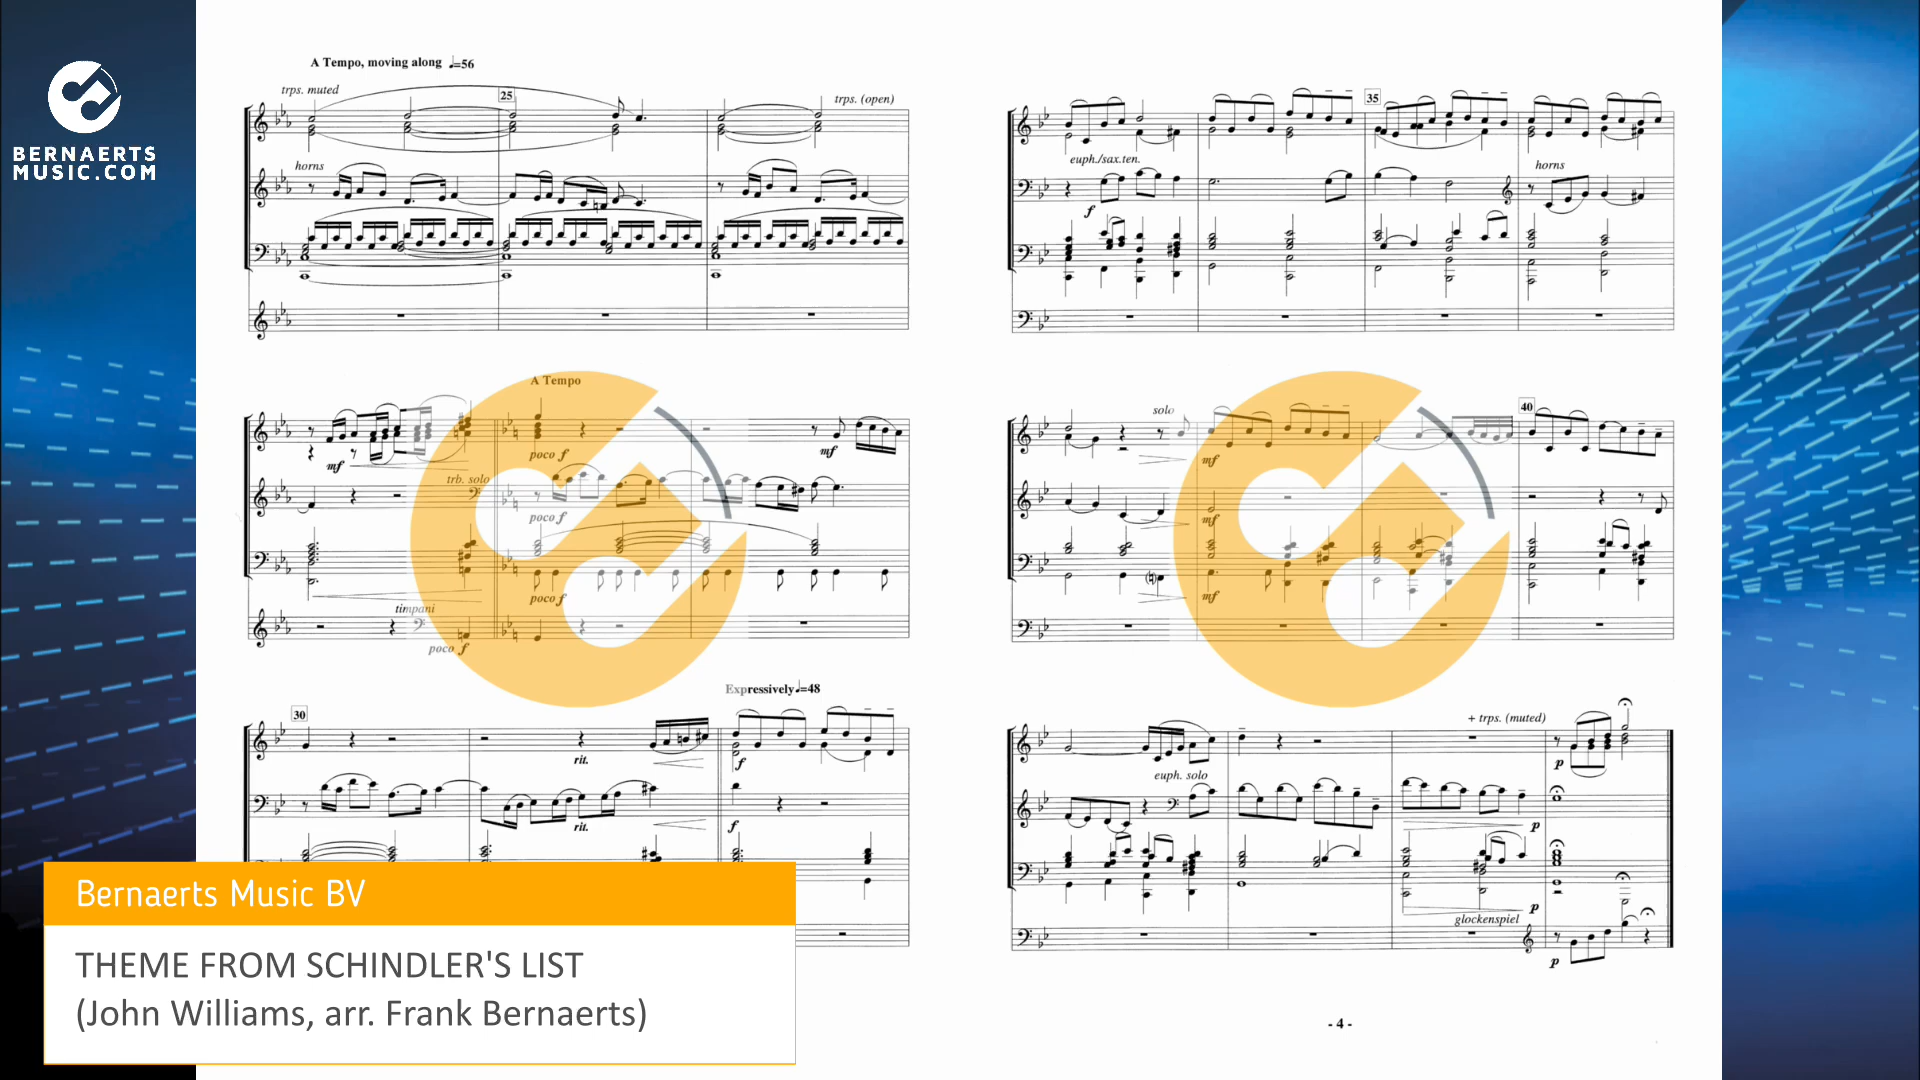 BERNAERTS
MUSIC.COM
A Tempo, moving along ♩=56
trps. muted
25
trps. (open)
horns
A Tempo
poco f
mf
trb. solo
poco f
poco f
timpani
poco f
Expressively ♩=48
30
rit.
f
rit.
f
35
euph./sax.ten.
horns
f
solo
40
mf
mf
mf
+ trps. (muted)
p
euph. solo
p
p
glockenspiel
p
- 4 -
Bernaerts Music BV
THEME FROM SCHINDLER'S LIST
(John Williams, arr. Frank Bernaerts)